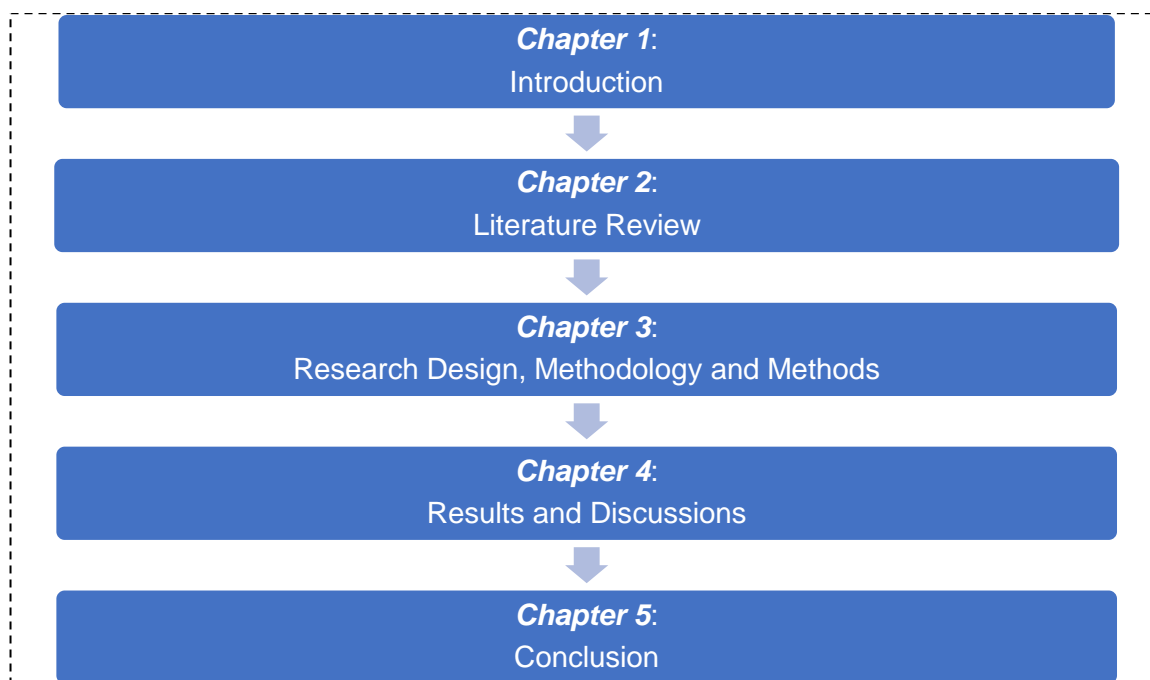 Chapter 1:
Introduction
Chapter 2:
Literature Review
Chapter 3:
Research Design, Methodology and Methods
Chapter 4:
Results and Discussions
Chapter 5:
Conclusion